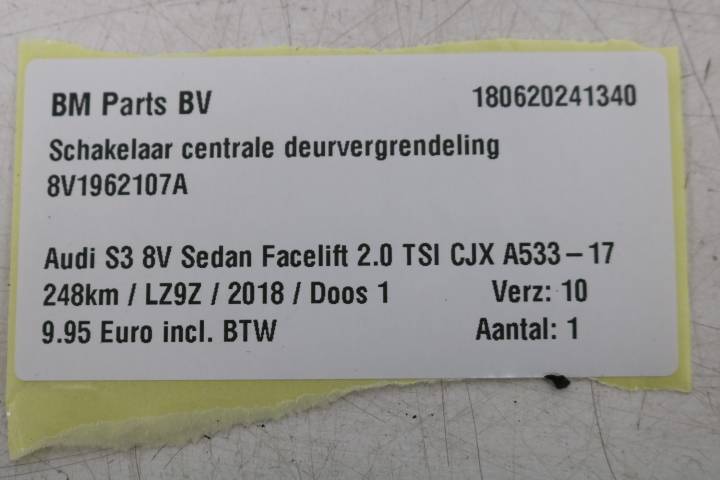 BM Parts BV 180620241340
Schakelaar centrale deurvergrendeling
8V1962107A
Audi S3 8V Sedan Facelift 2.0 TSI CJX A533-17
248km / LZ9Z / 2018 / Doos 1 Verz: 10
9.95 Euro incl. BTW Aantal: 1